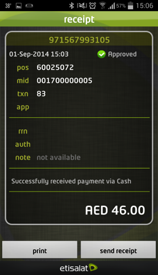 15:06
receipt
971567993105
01-Sep-2014 15:03 Approved
pos 60025072
mid 001700000005
txn 83
app
rrn
auth
note not available
Successfully received payment via Cash
AED 46.00
print send receipt
etisalat